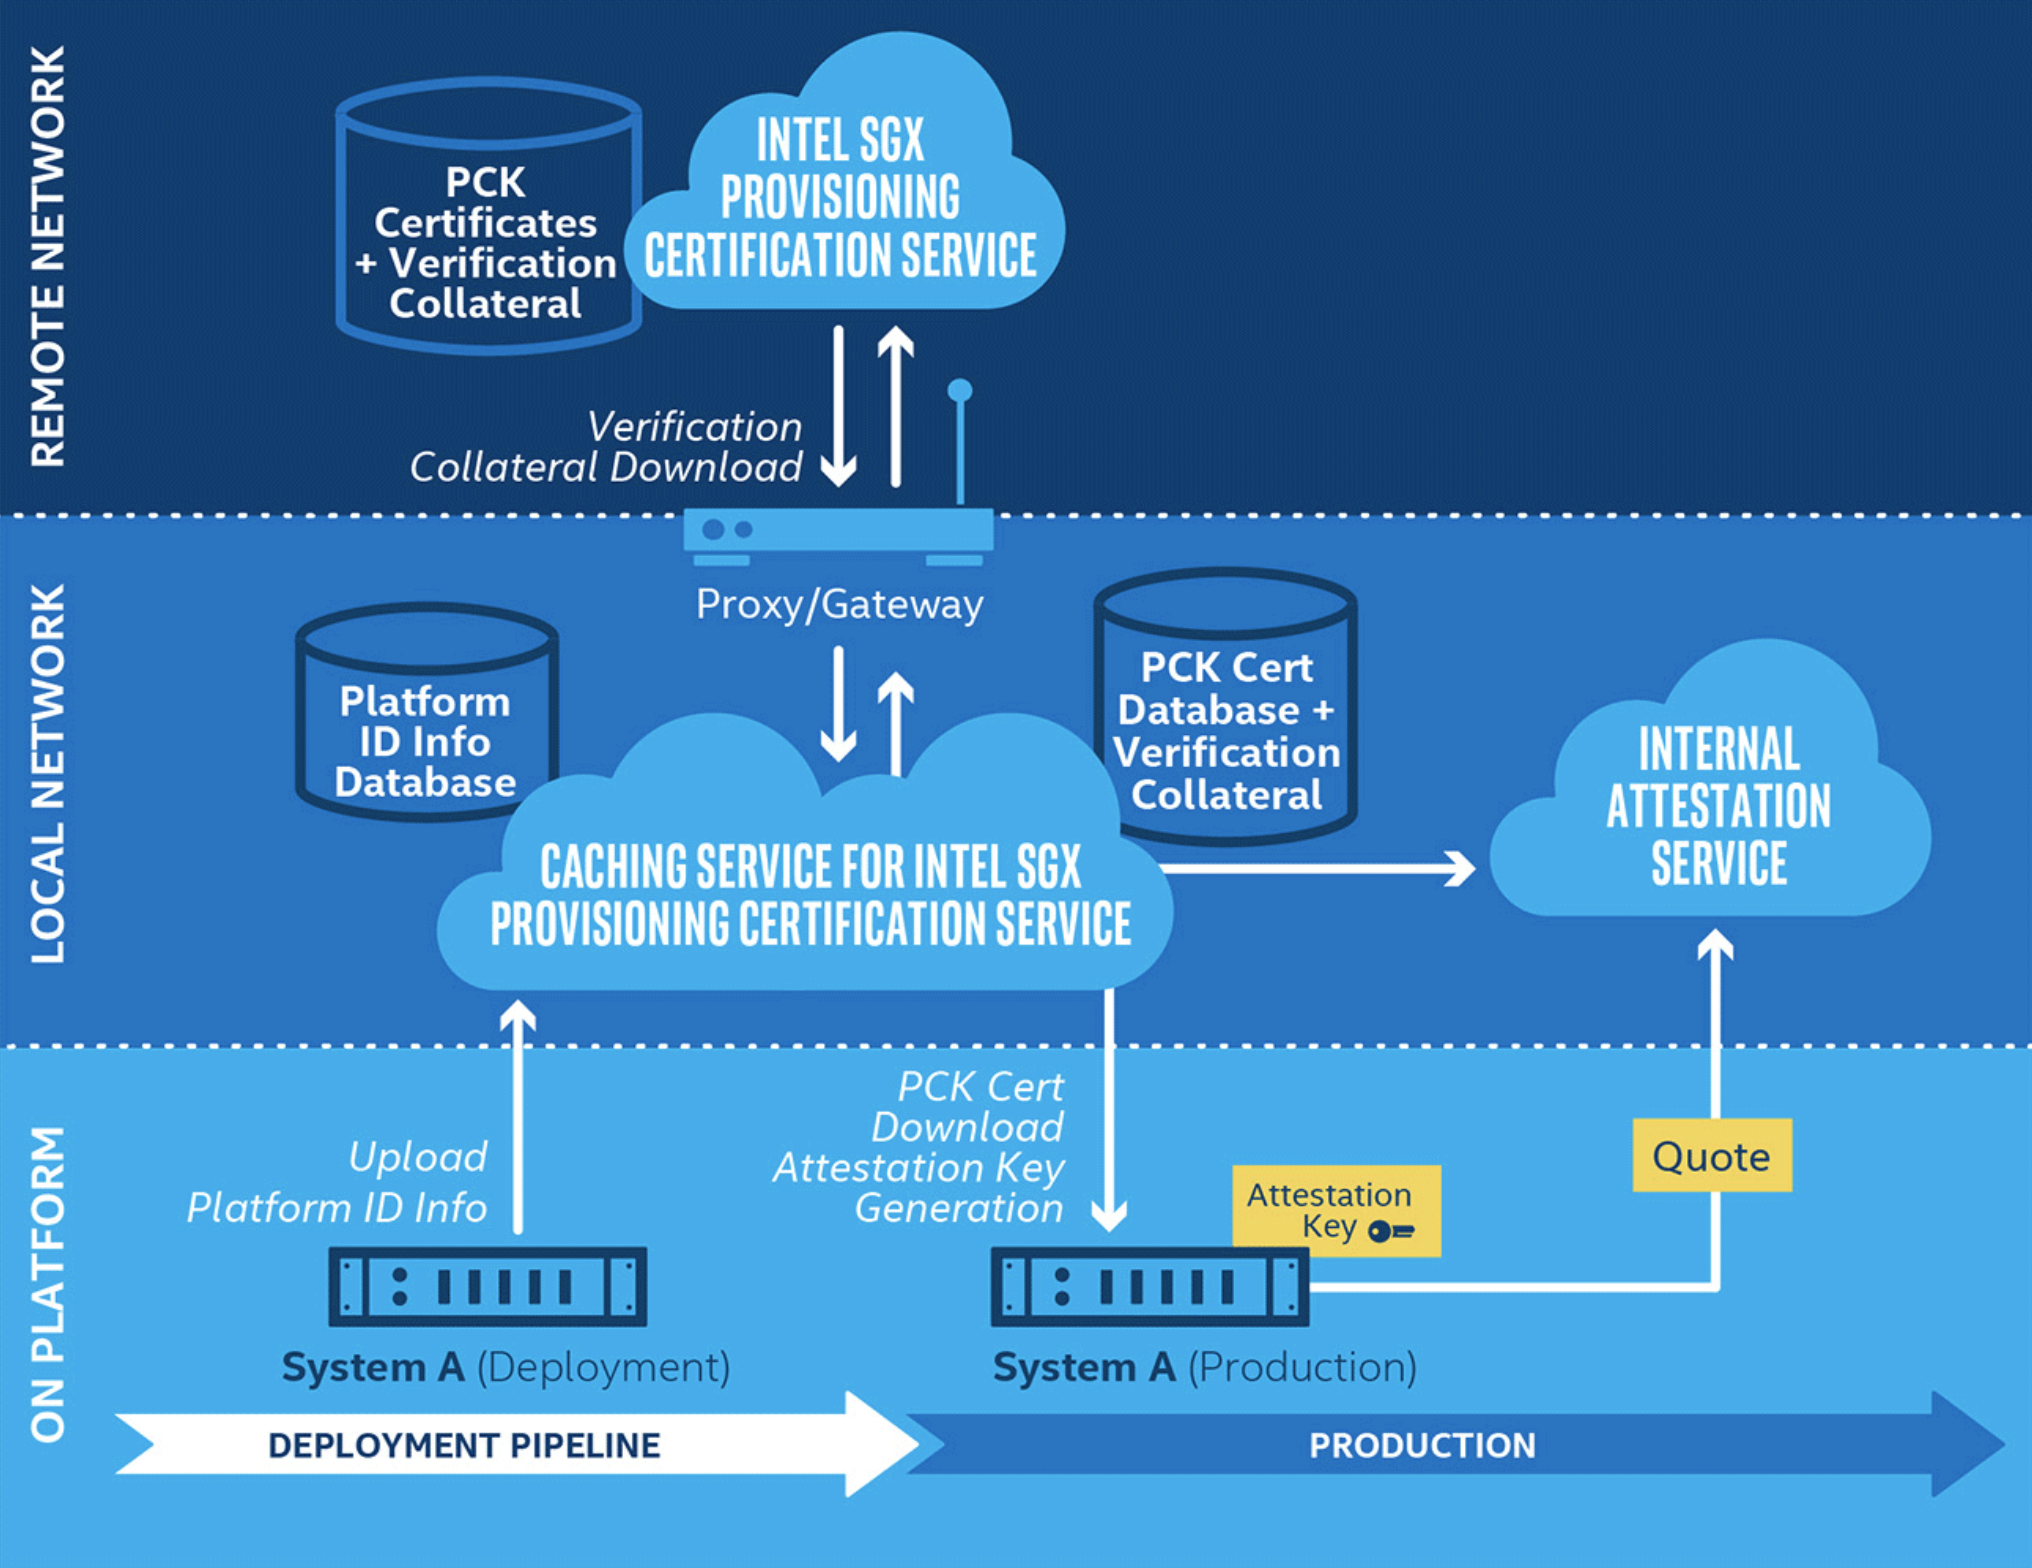 REMOTE NETWORK
PCK
Certificates
+ Verification
Collateral
INTEL SGX
PROVISIONING
CERTIFICATION SERVICE
Verification
Collateral Download
LOCAL NETWORK
Proxy/Gateway
Platform
ID Info
Database
PCK Cert
Database +
Verification
Collateral
CACHING SERVICE FOR INTEL SGX
PROVISIONING CERTIFICATION SERVICE
INTERNAL
ATTESTATION
SERVICE
ON PLATFORM
Upload
Platform ID Info
PCK Cert
Download
Attestation Key
Generation
Attestation
Key
Quote
System A (Deployment)
System A (Production)
DEPLOYMENT PIPELINE
PRODUCTION